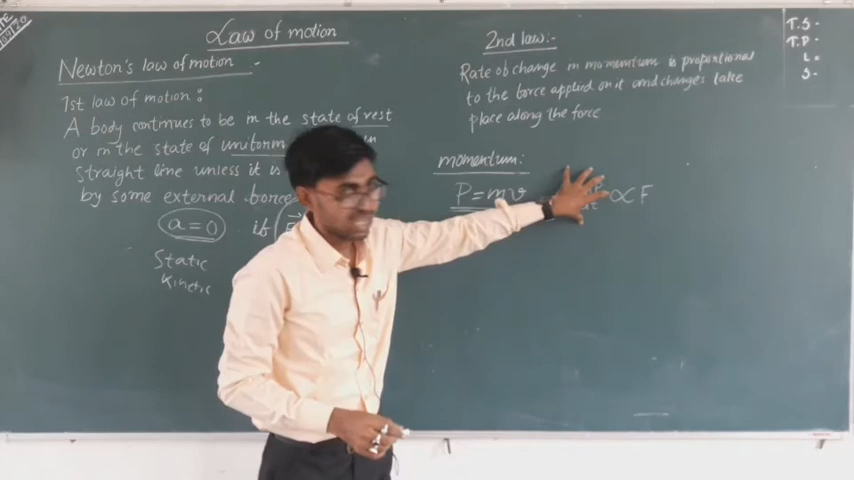 Law of motion
Newton's law of motion -
1st law of motion :
A body continues to be in the state of rest
or in the state of uniform
straight line unless it is
by some external force
a = 0 if
Static
Kinetic
2nd law:-
Rate of change in momentum is proportional
to the force applied on it and changes take
place along the force
momentum:
P = mv
∝ F
T.S -
T.P -
L =
S -